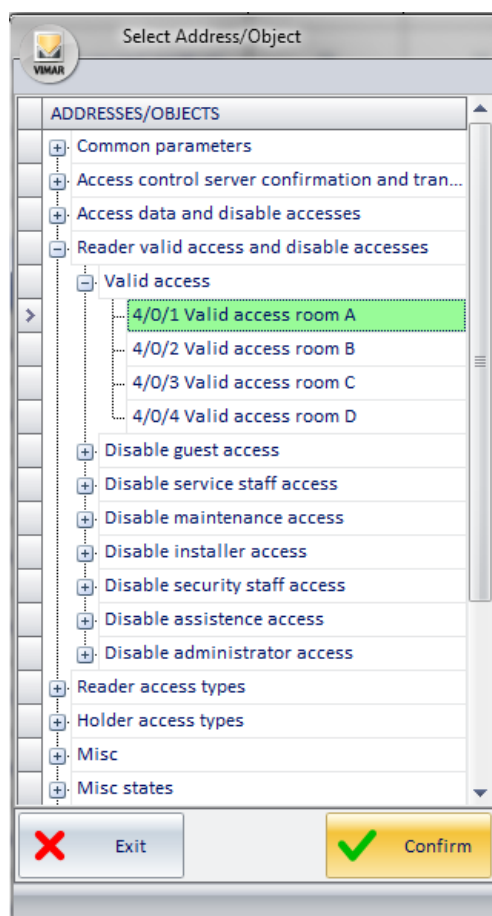 Select Address/Object
VIMAR
ADDRESSES/OBJECTS
Common parameters
Access control server confirmation and tran...
Access data and disable accesses
Reader valid access and disable accesses
Valid access
4/0/1 Valid access room A
4/0/2 Valid access room B
4/0/3 Valid access room C
4/0/4 Valid access room D
Disable guest access
Disable service staff access
Disable maintenance access
Disable installer access
Disable security staff access
Disable assistence access
Disable administrator access
Reader access types
Holder access types
Misc
Misc states
Exit
Confirm